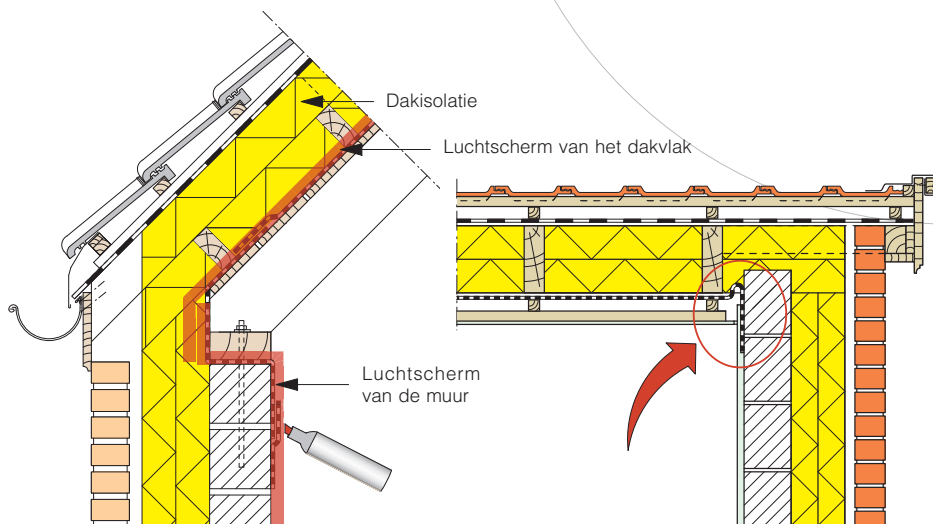 Dakisolatie
Luchtscherm van het dakvlak
Luchtscherm
van de muur